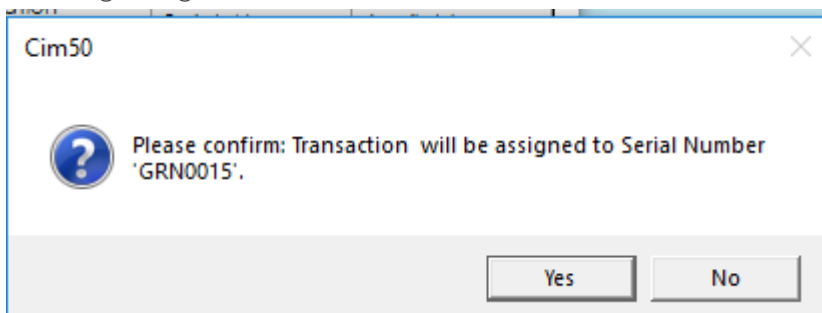 Cim50
Please confirm: Transaction will be assigned to Serial Number
'GRN0015'.
Yes
No